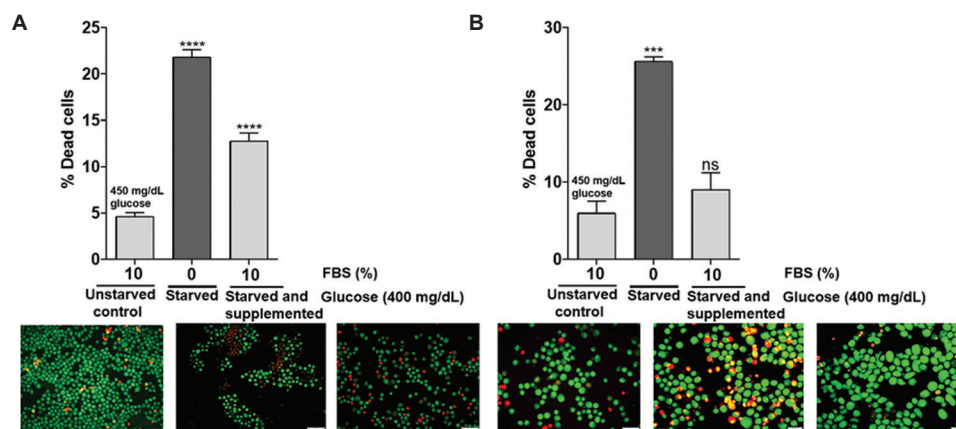 A
25
20
15
10
5
0
% Dead cells
****
****
450 mg/dL
glucose
10 0 10 FBS (%)
Unstarved control
Starved
Starved and supplemented
Glucose (400 mg/dL)
B
30
20
10
0
% Dead cells
***
ns
450 mg/dL
glucose
10 0 10 FBS (%)
Unstarved control
Starved
Starved and supplemented
Glucose (400 mg/dL)